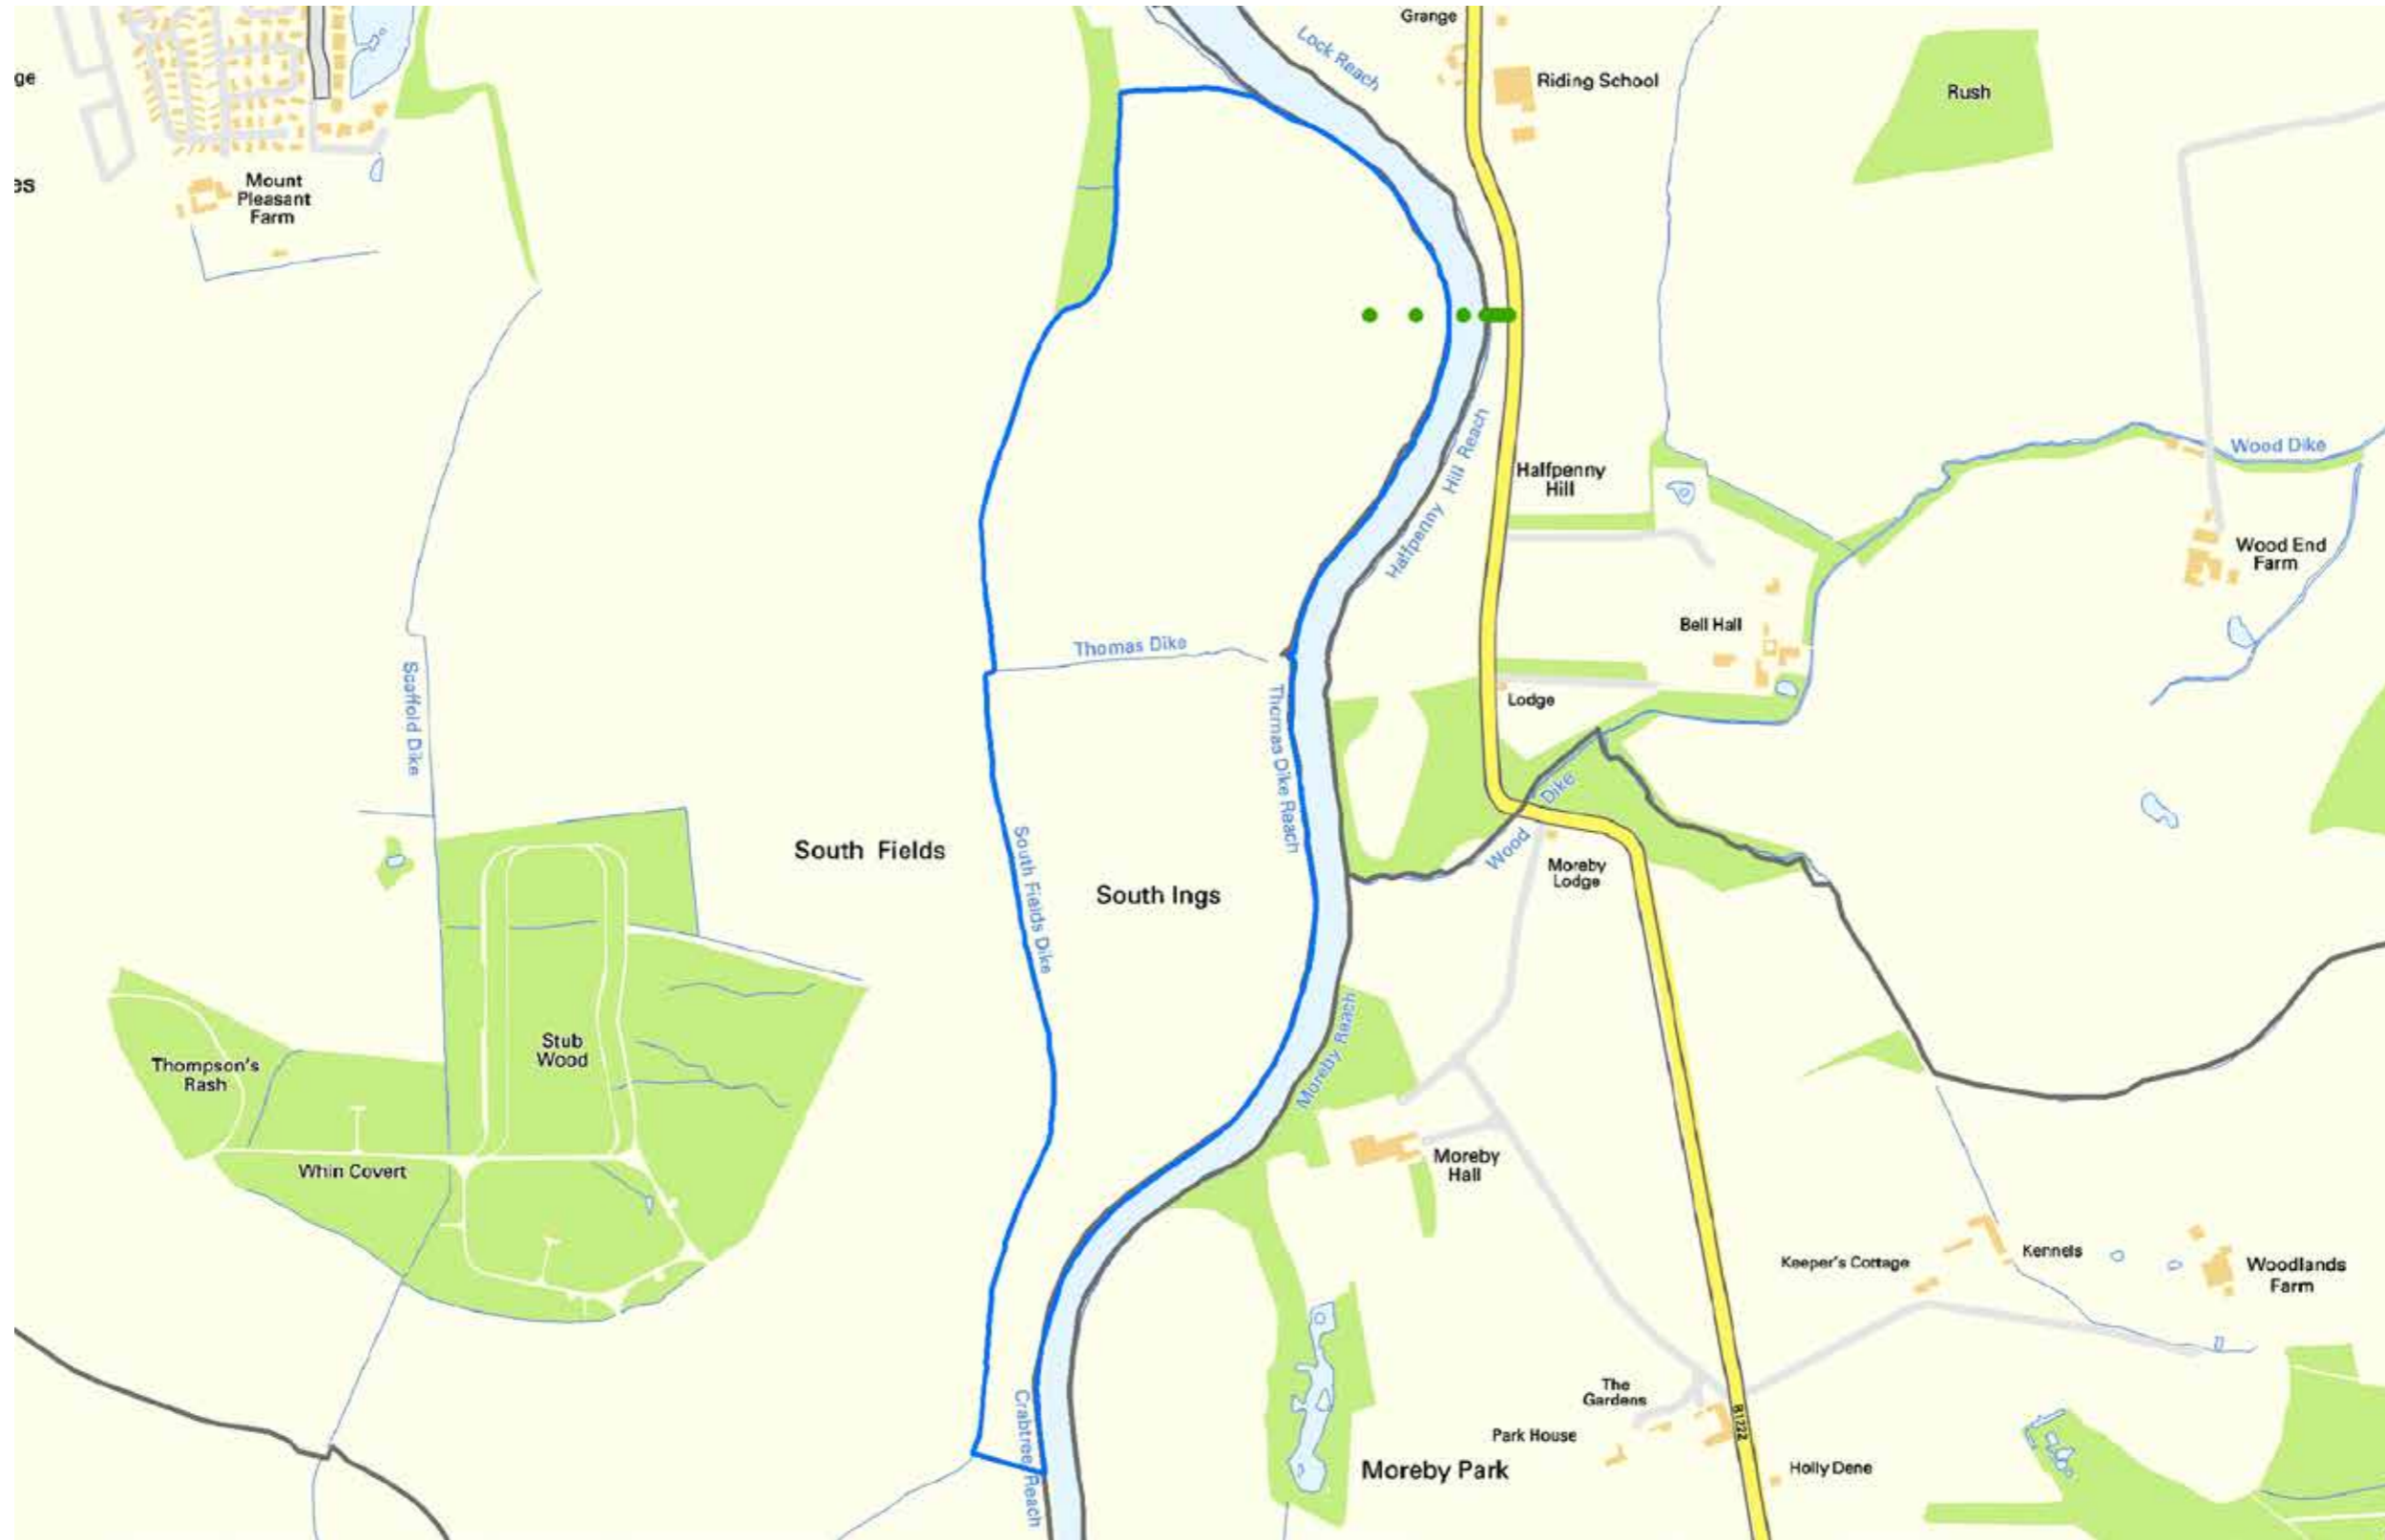 Grange
Lock Reach
ge
Riding School
Rush
es
Mount
Pleasant
Farm
Halfpenny Hill Reach
Halfpenny
Hill
Wood Dike
Wood End
Farm
Bell Hall
Thomas Dike
Scaffold Dike
Lodge
Thomas Dike Reach
Wood Dike
South Fields
South Fields Dike
South Ings
Moreby
Lodge
Stub
Wood
Thompson's
Rash
Moreby Reach
Whin Covert
Moreby
Hall
Keeper's Cottage
Kennels
Woodlands
Farm
The
Gardens
B1222
Park House
Crabtree Reach
Moreby Park
Holly Dene